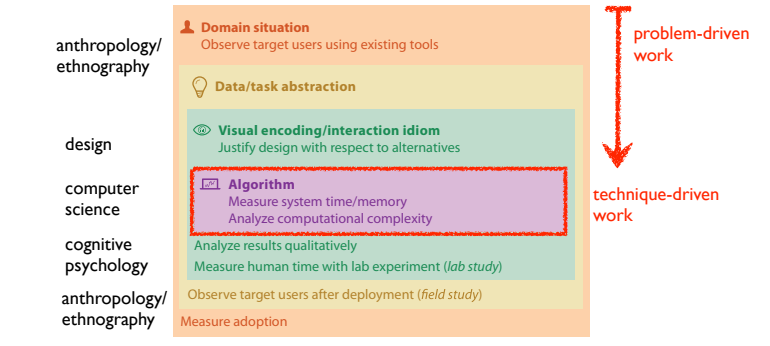 Domain situation
anthropology/
Observe target users using existing tools
ethnography
problem-driven
work
Data/task abstraction
Visual encoding/interaction idiom
design
Justify design with respect to alternatives
Algorithm
computer
science
Measure system time/memory
Analyze computational complexity
technique-driven
work
cognitive
psychology
Analyze results qualitatively
Measure human time with lab experiment (lab study)
anthropology/
ethnography
Observe target users after deployment (field study)
Measure adoption